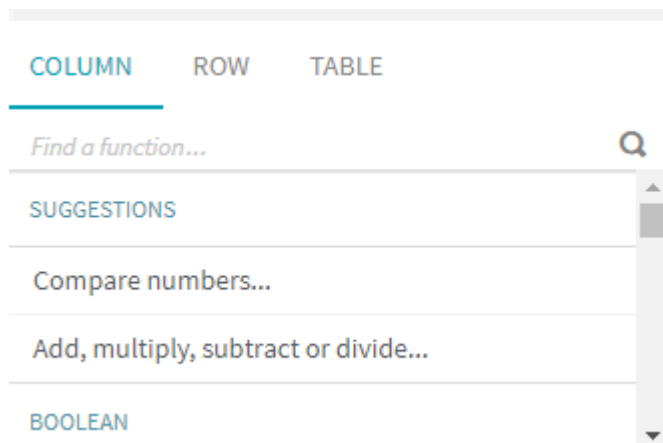 COLUMN ROW TABLE
Find a function...
SUGGESTIONS
Compare numbers...
Add, multiply, subtract or divide...
BOOLEAN